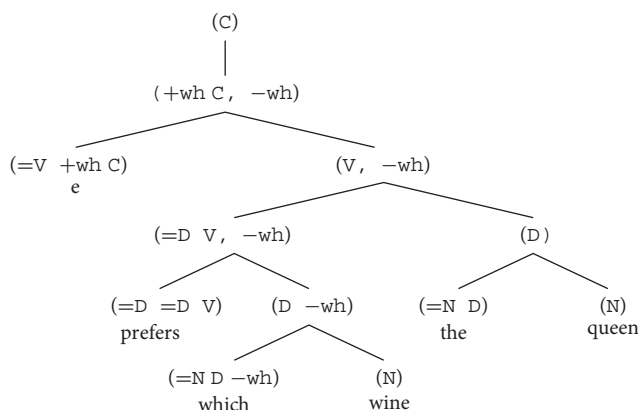 (C)
(+wh C, −wh)
(=V +wh C) (V, −wh)
e
(=D V, −wh) (D)
(=D =D V) (D −wh) (=N D) (N)
prefers the queen
(=N D −wh) (N)
which wine